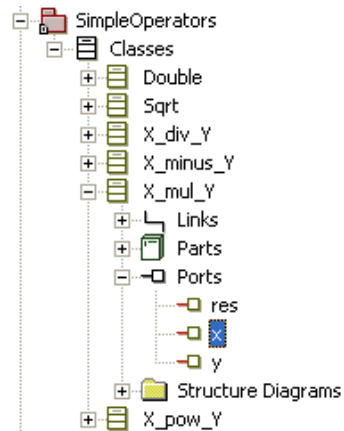 SimpleOperators
Classes
Double
Sqrt
X_div_Y
X_minus_Y
X_mul_Y
Links
Parts
Ports
res
x
y
Structure Diagrams
X_pow_Y